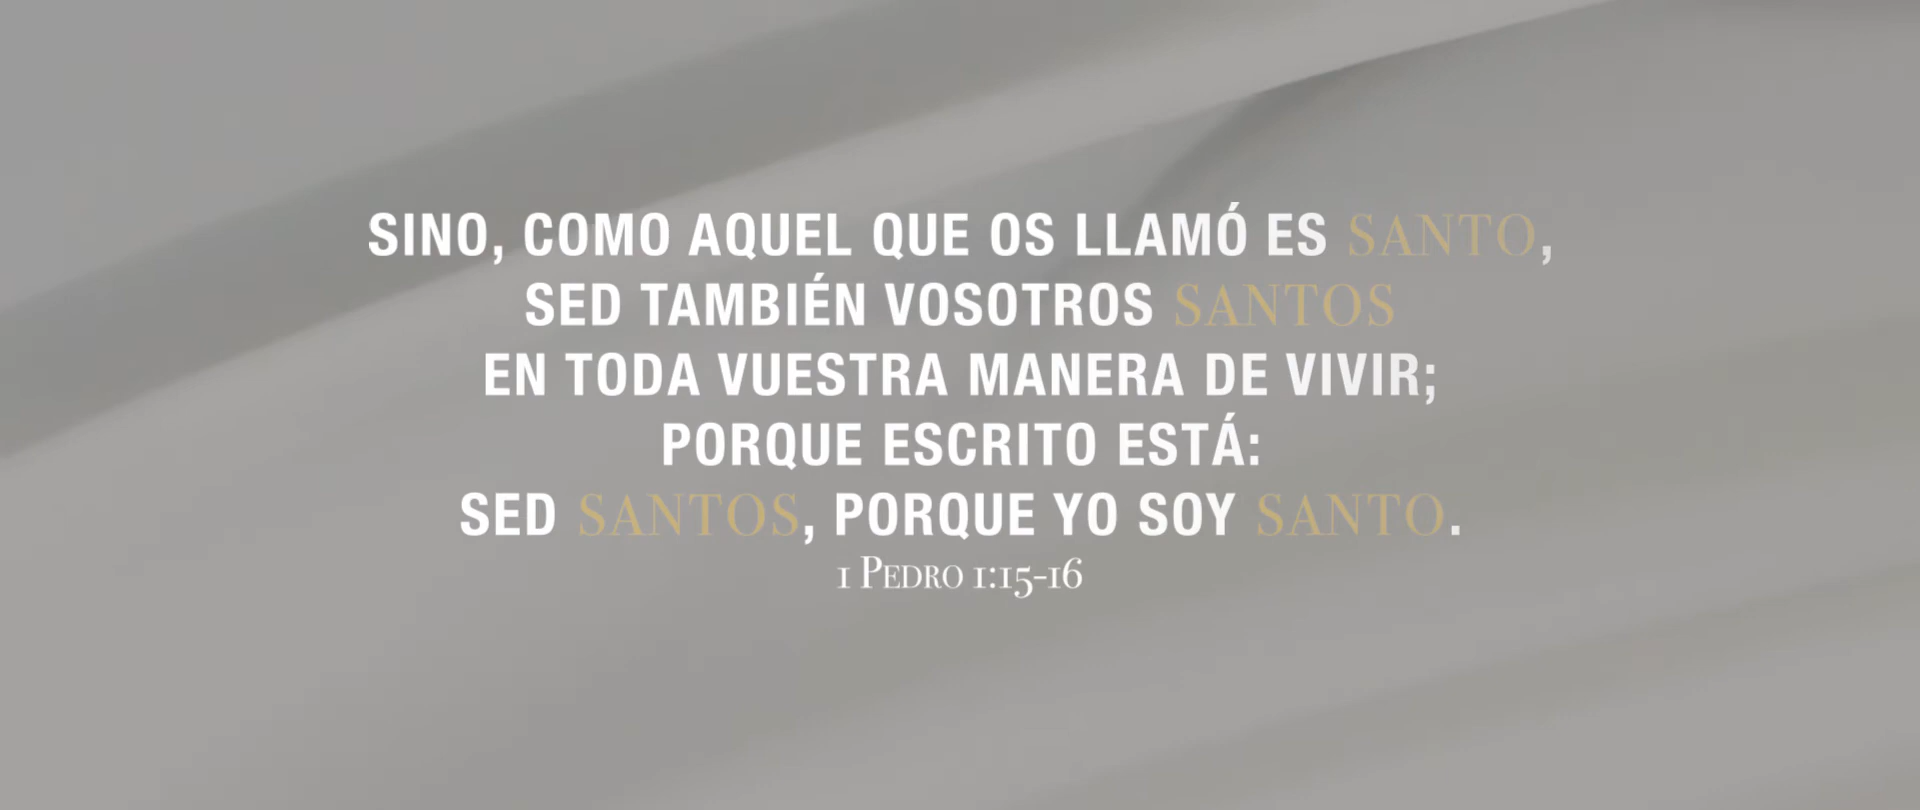 SINO, COMO AQUEL QUE OS LLAMÓ ES SANTO,
SED TAMBIÉN VOSOTROS SANTOS
EN TODA VUESTRA MANERA DE VIVIR;
PORQUE ESCRITO ESTÁ:
SED SANTOS, PORQUE YO SOY SANTO.
1 PEDRO 1:15-16